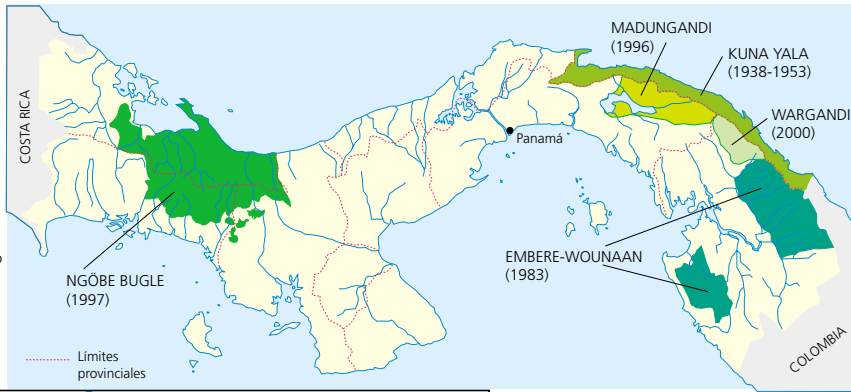 MADUNGANDI
(1996)
KUNA YALA
(1938-1953)
WARGANDI
(2000)
COSTA RICA
Panamá
EMBERE-WOUNAAN
(1983)
NGÖBE BUGLE
(1997)
COLOMBIA
Límites
provinciales